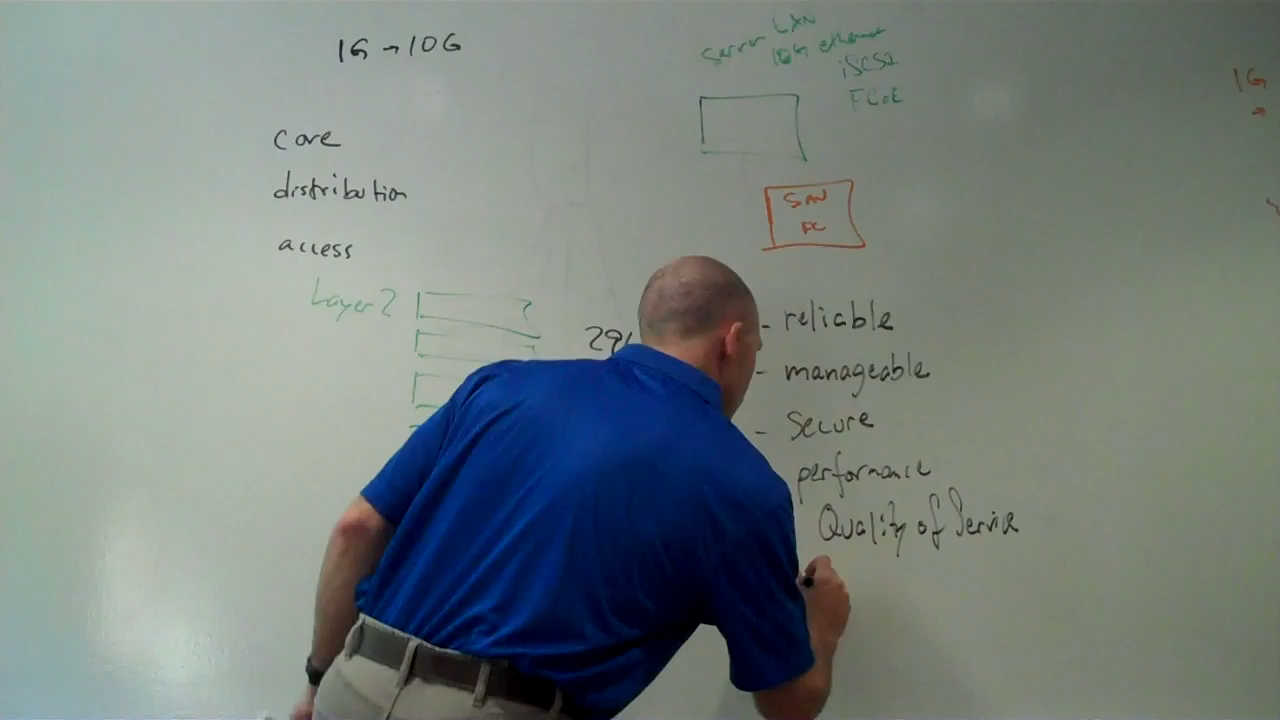 1G → 10G
core
distribution
access
Layer 2
Server LAN
10G ethernet
iSCSI
FCoE
SAN
FC
1G
→
- reliable
- manageable
- Secure
performance
Quality of Service